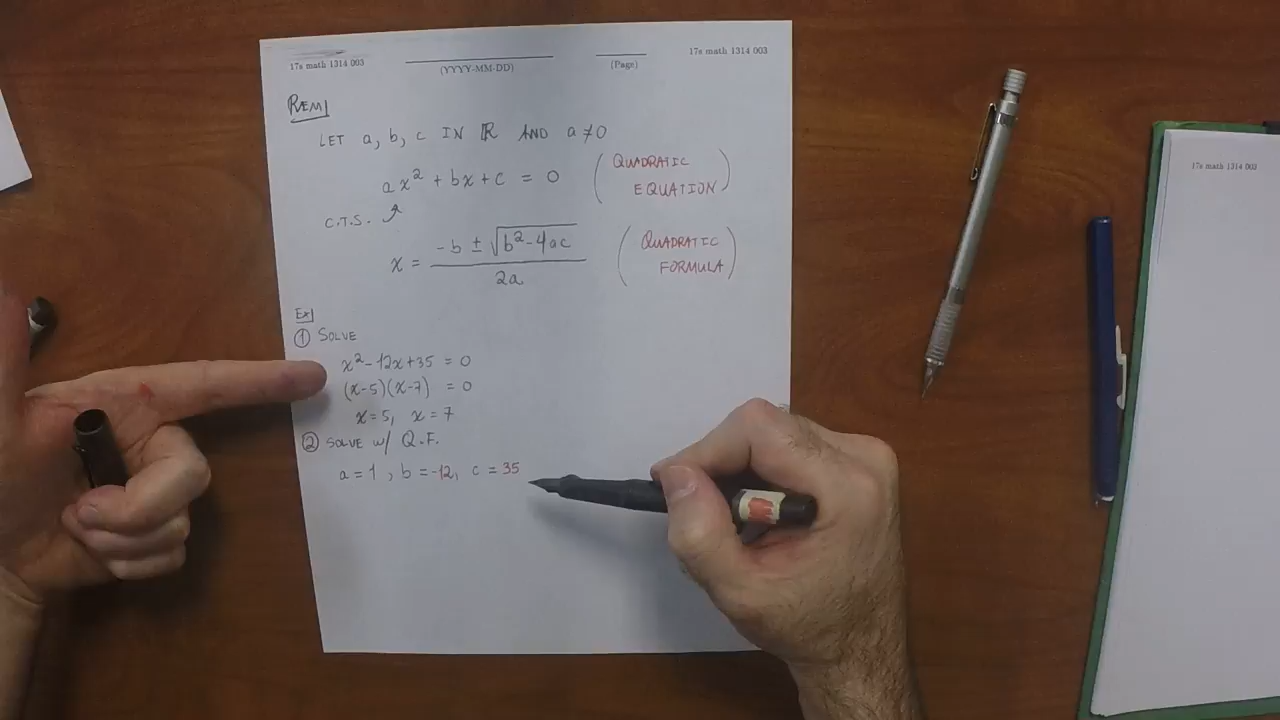 17s math 1314 003
(YYYY-MM-DD)
(Page)
17s math 1314 003
REM
LET a, b, c IN ℝ AND a ≠ 0
ax² + bx + c = 0 (QUADRATIC EQUATION)
C.T.S.
x = (-b ± √(b² - 4ac)) / 2a (QUADRATIC FORMULA)
EX
① SOLVE
x² - 12x + 35 = 0
(x-5)(x-7) = 0
x = 5, x = 7
② SOLVE w/ Q.F.
a = 1, b = -12, c = 35
17s math 1314 003